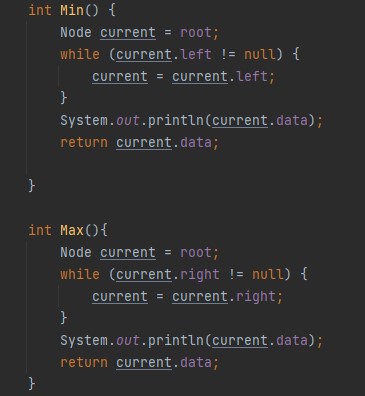 int Min() {
    Node current = root;
    while (current.left != null) {
        current = current.left;
    }
    System.out.println(current.data);
    return current.data;

}

int Max(){
    Node current = root;
    while (current.right != null) {
        current = current.right;
    }
    System.out.println(current.data);
    return current.data;
}